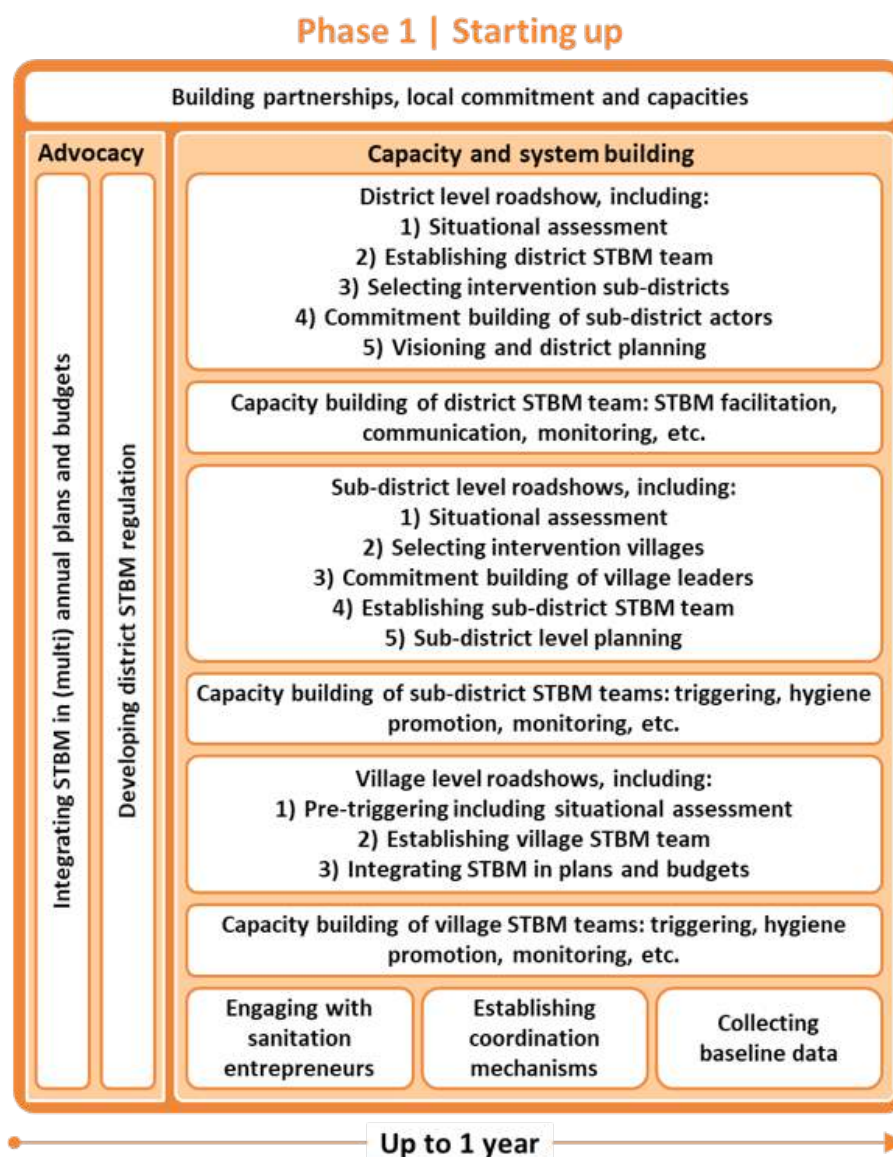 Phase 1 | Starting up
Building partnerships, local commitment and capacities
Advocacy
Integrating STBM in (multi) annual plans and budgets
Developing district STBM regulation
Capacity and system building
District level roadshow, including:
1) Situational assessment
2) Establishing district STBM team
3) Selecting intervention sub-districts
4) Commitment building of sub-district actors
5) Visioning and district planning
Capacity building of district STBM team: STBM facilitation,
communication, monitoring, etc.
Sub-district level roadshows, including:
1) Situational assessment
2) Selecting intervention villages
3) Commitment building of village leaders
4) Establishing sub-district STBM team
5) Sub-district level planning
Capacity building of sub-district STBM teams: triggering, hygiene
promotion, monitoring, etc.
Village level roadshows, including:
1) Pre-triggering including situational assessment
2) Establishing village STBM team
3) Integrating STBM in plans and budgets
Capacity building of village STBM teams: triggering, hygiene
promotion, monitoring, etc.
Engaging with
sanitation
entrepreneurs
Establishing
coordination
mechanisms
Collecting
baseline data
Up to 1 year